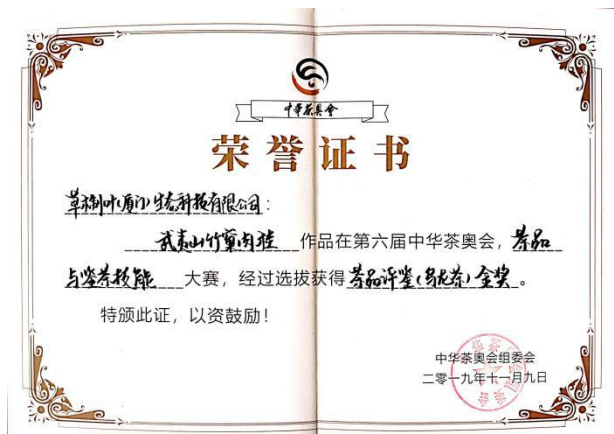 中华茶奥会
荣誉证书
草木制叶(厦门)生态科技有限公司:
武夷山竹窠肉桂 作品在第六届中华茶奥会, 茶品
与鉴茶技能 大赛, 经过选拔获得 茶品评鉴(乌龙茶)金奖。
特颁此证, 以资鼓励!
中华茶奥会组委会
二零一九年十一月九日